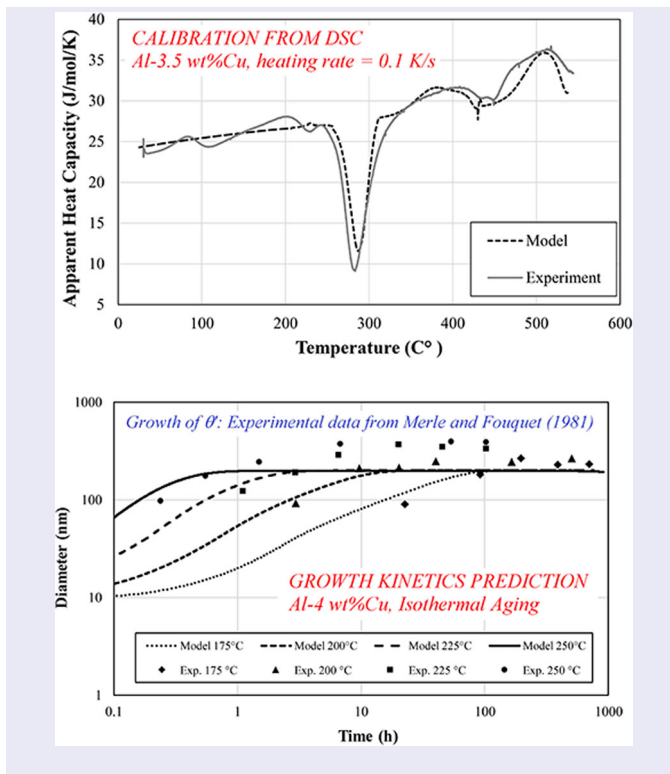 CALIBRATION FROM DSC
Al-3.5 wt%Cu, heating rate = 0.1 K/s
Apparent Heat Capacity (J/mol/K)
40
35
30
25
20
15
10
5
Model
Experiment
0 100 200 300 400 500 600
Temperature (C° )
Growth of θ': Experimental data from Merle and Fouquet (1981)
Diameter (nm)
1000
100
10
1
GROWTH KINETICS PREDICTION
Al-4 wt%Cu, Isothermal Aging
Model 175°C Model 200°C Model 225°C Model 250°C
Exp. 175 °C Exp. 200 °C Exp. 225 °C Exp. 250 °C
0.1 1 10 100 1000
Time (h)